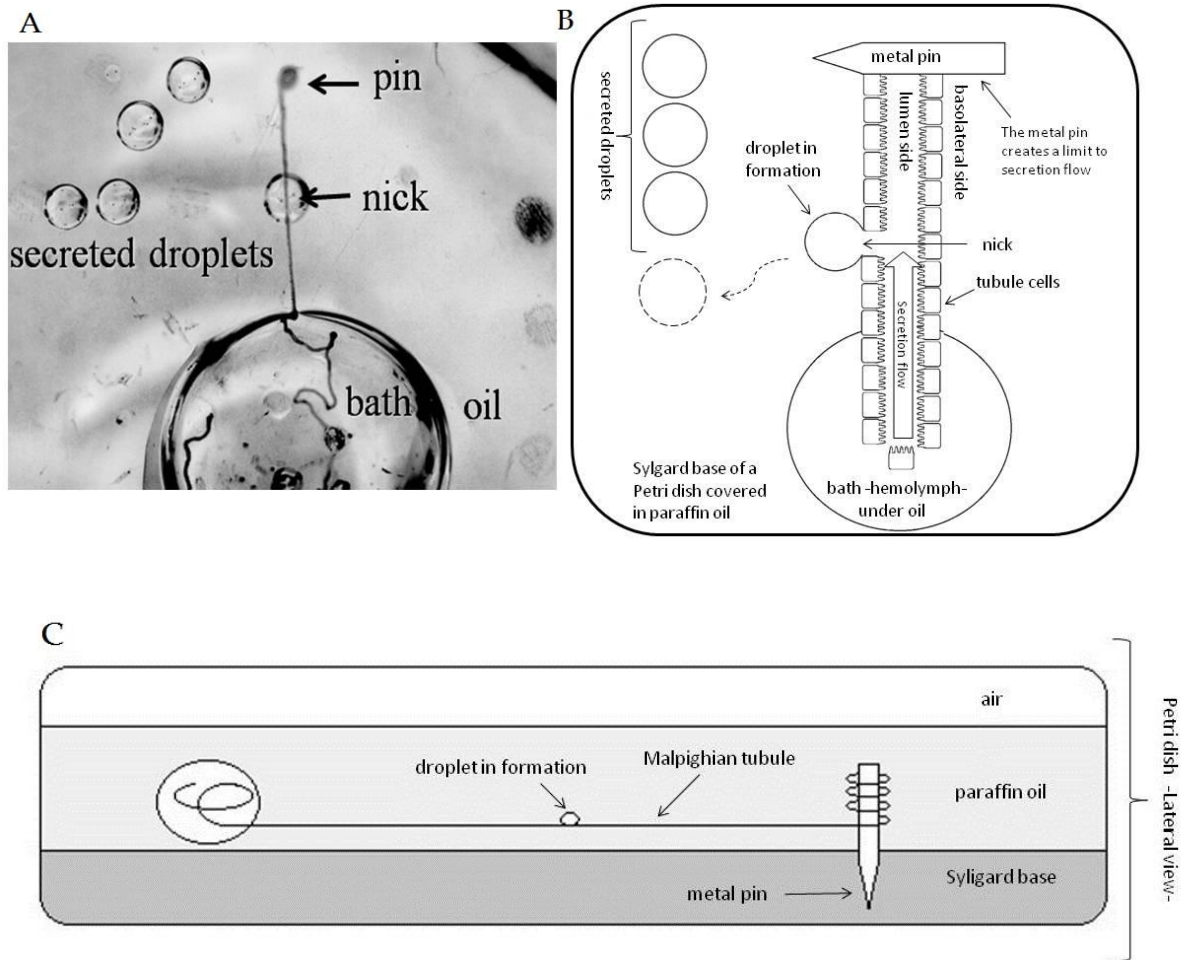 A
pin
nick
secreted droplets
bath
oil
B
secreted droplets
metal pin
lumen side
basolateral side
The metal pin
creates a limit to
secretion flow
droplet in
formation
nick
tubule cells
Secretion flow
Sylgard base of a
Petri dish covered
in paraffin oil
bath -hemolymph-
under oil
C
air
droplet in formation
Malpighian tubule
paraffin oil
metal pin
Syligard base
Petri dish -Lateral view-